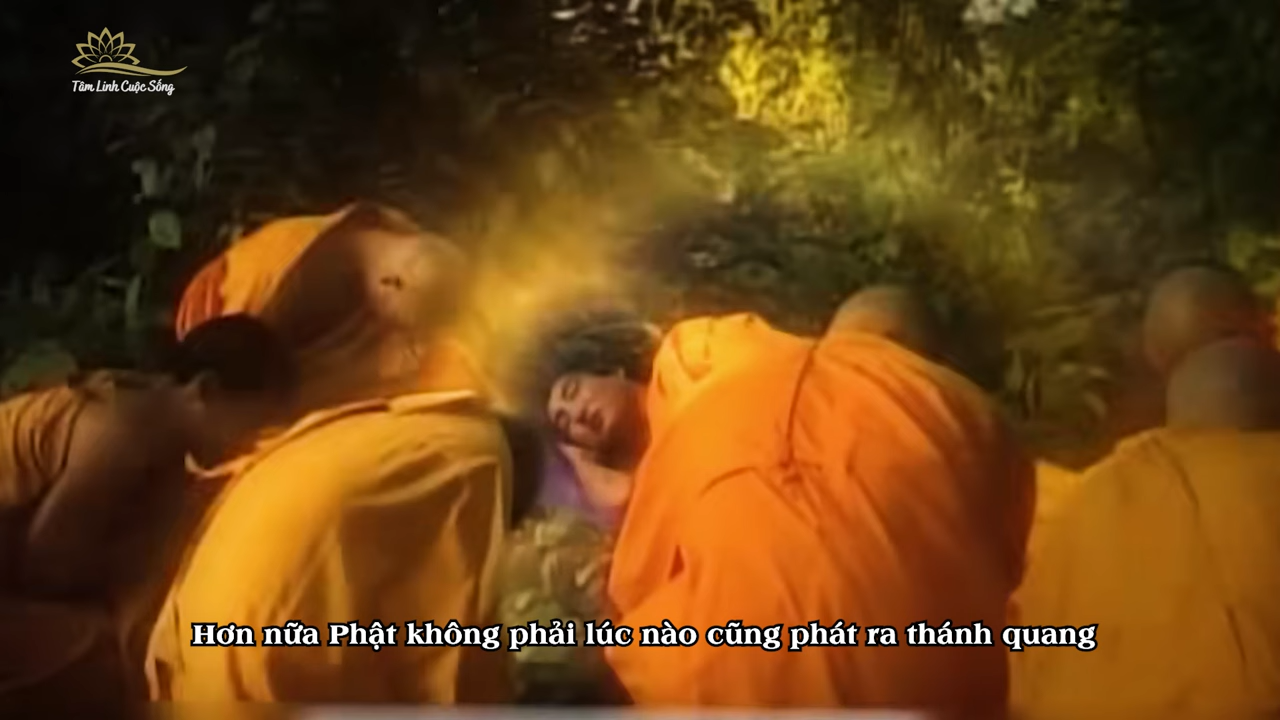 Tâm Linh Cuộc Sống
Hơn nữa Phật không phải lúc nào cũng phát ra thánh quang